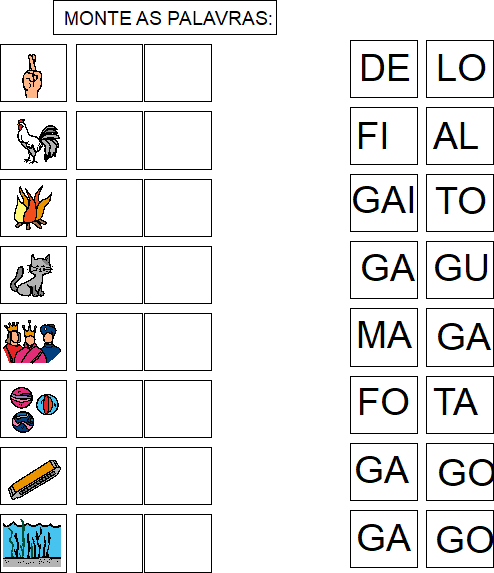 MONTE AS PALAVRAS:
DE LO
FI AL
GAI TO
GA GU
MA GA
FO TA
GA GO
GA GO